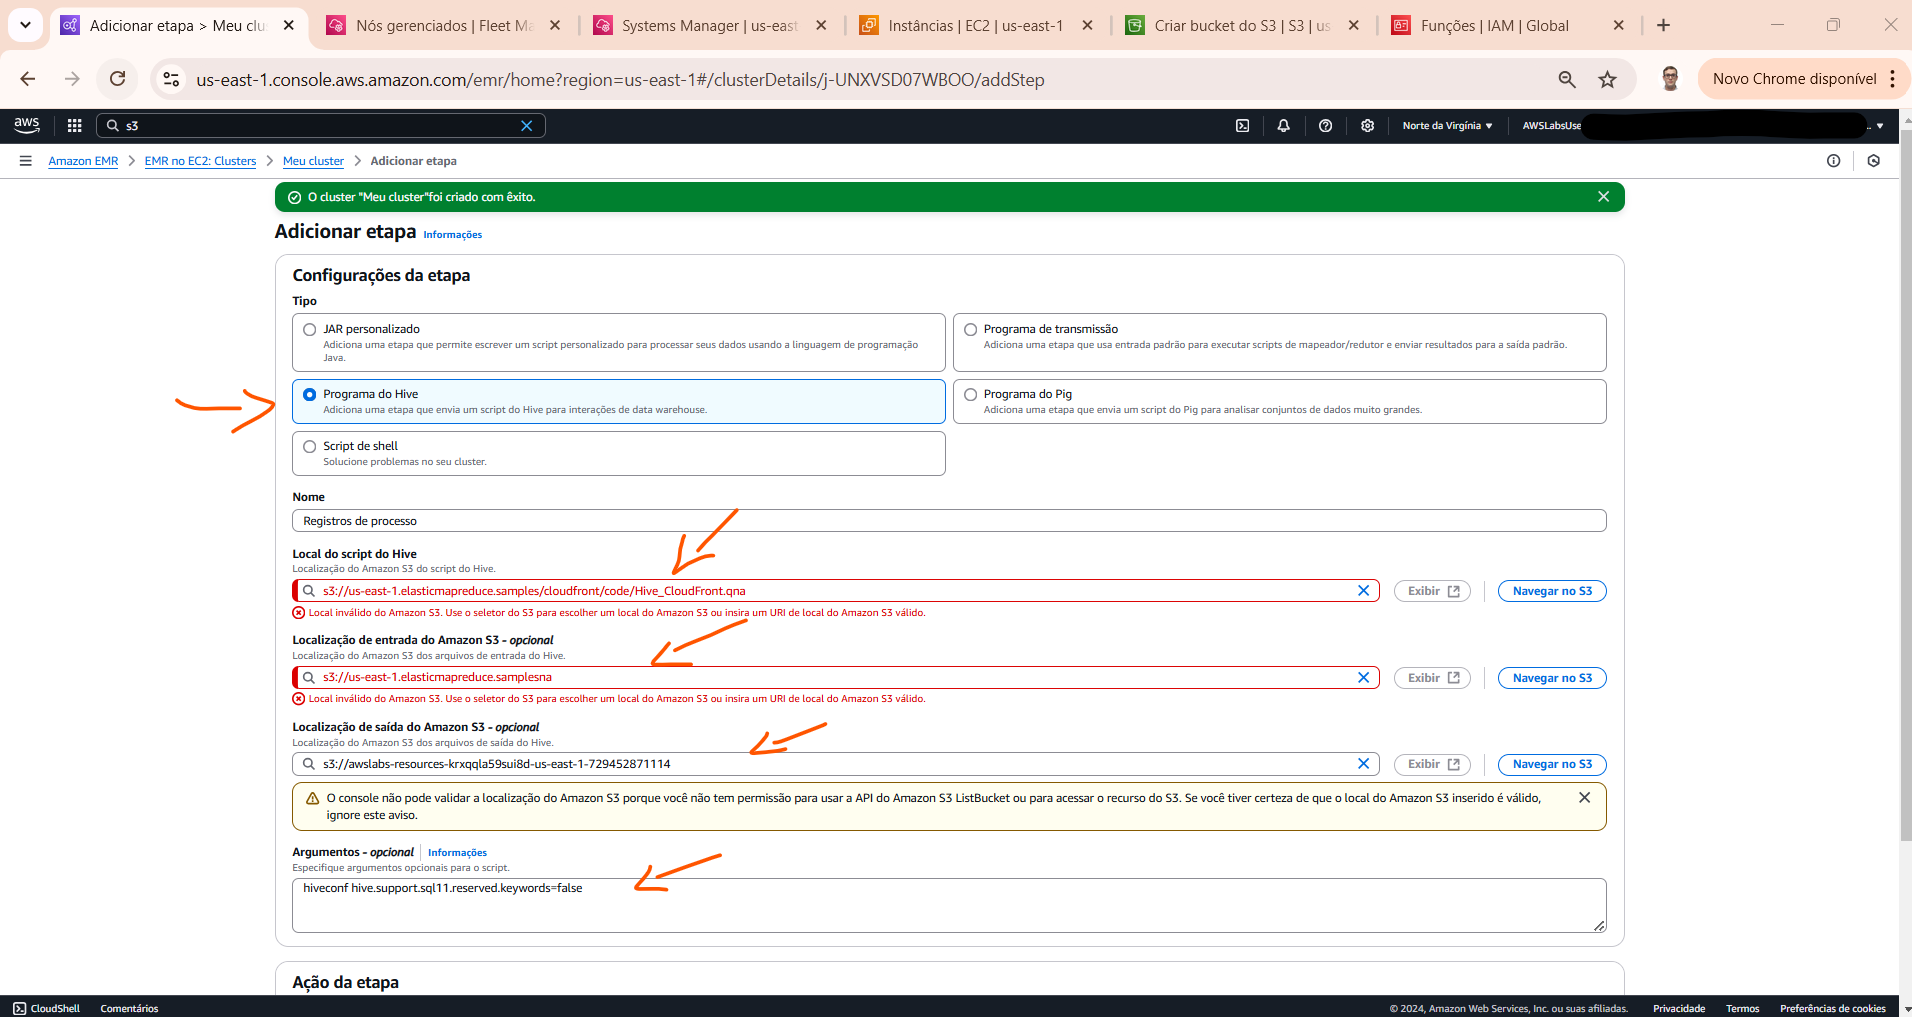 Adicionar etapa > Meu clu
Nós gerenciados | Fleet Ma
Systems Manager | us-east
Instâncias | EC2 | us-east-1
Criar bucket do S3 | S3 | us
Funções | IAM | Global
us-east-1.console.aws.amazon.com/emr/home?region=us-east-1#/clusterDetails/j-UNXVSD07WBOO/addStep
Novo Chrome disponível
aws
s3
Norte da Virgínia
AWSLabsUse
Amazon EMR > EMR no EC2: Clusters > Meu cluster > Adicionar etapa
O cluster "Meu cluster"foi criado com êxito.
Adicionar etapa Informações
Configurações da etapa
Tipo
JAR personalizado
Adiciona uma etapa que permite escrever um script personalizado para processar seus dados usando a linguagem de programação
Java.
Programa de transmissão
Adiciona uma etapa que usa entrada padrão para executar scripts de mapeador/redutor e enviar resultados para a saída padrão.
Programa do Hive
Adiciona uma etapa que envia um script do Hive para interações de data warehouse.
Programa do Pig
Adiciona uma etapa que envia um script do Pig para analisar conjuntos de dados muito grandes.
Script de shell
Solucione problemas no seu cluster.
Nome
Registros de processo
Local do script do Hive
Localização do Amazon S3 do script do Hive.
s3://us-east-1.elasticmapreduce.samples/cloudfront/code/Hive_CloudFront.qna
Exibir
Navegar no S3
Local inválido do Amazon S3. Use o seletor do S3 para escolher um local do Amazon S3 ou insira um URI de local do Amazon S3 válido.
Localização de entrada do Amazon S3 - opcional
Localização do Amazon S3 dos arquivos de entrada do Hive.
s3://us-east-1.elasticmapreduce.samplesna
Exibir
Navegar no S3
Local inválido do Amazon S3. Use o seletor do S3 para escolher um local do Amazon S3 ou insira um URI de local do Amazon S3 válido.
Localização de saída do Amazon S3 - opcional
Localização do Amazon S3 dos arquivos de saída do Hive.
s3://awslabs-resources-krxqqla59sui8d-us-east-1-729452871114
Exibir
Navegar no S3
O console não pode validar a localização do Amazon S3 porque você não tem permissão para usar a API do Amazon S3 ListBucket ou para acessar o recurso do S3. Se você tiver certeza de que o local do Amazon S3 inserido é válido,
ignore este aviso.
Argumentos - opcional | Informações
Especifique argumentos opcionais para o script.
hiveconf hive.support.sql11.reserved.keywords=false
Ação da etapa
CloudShell
Comentários
© 2024, Amazon Web Services, Inc. ou suas afiliadas.
Privacidade
Termos
Preferências de cookies